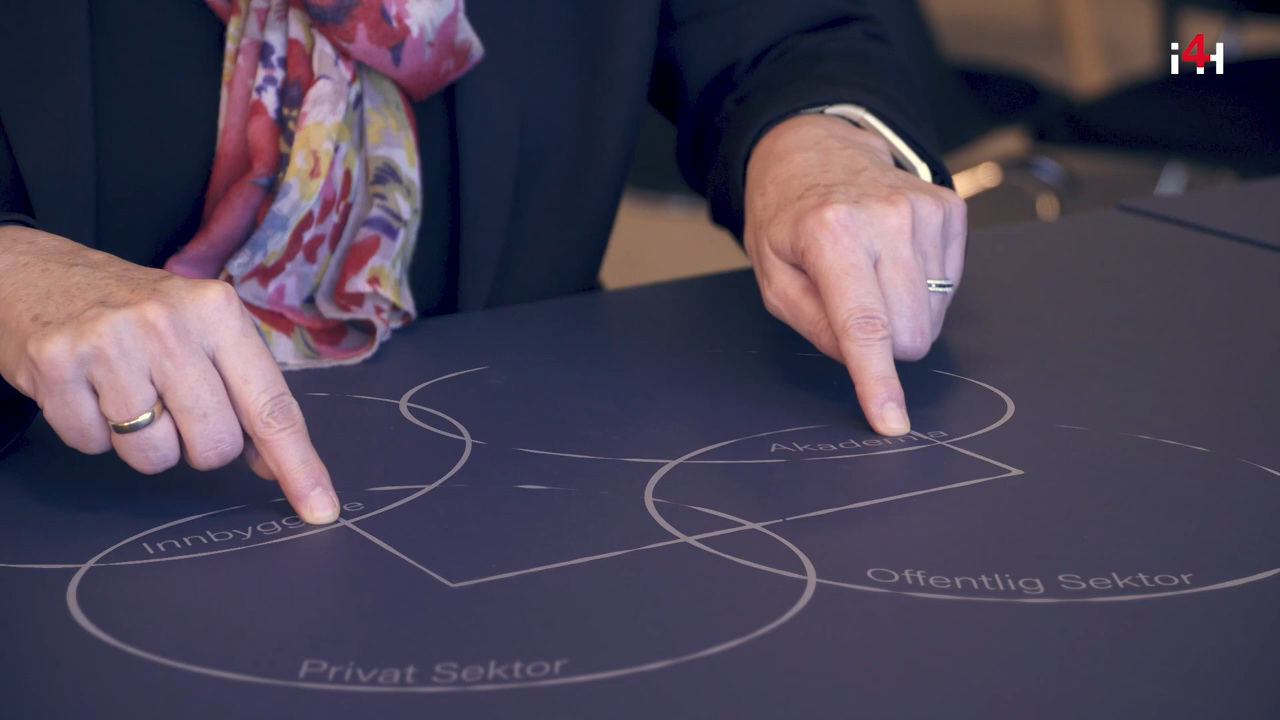 i4H
Akademia
Innbyggere
Offentlig Sektor
Privat Sektor